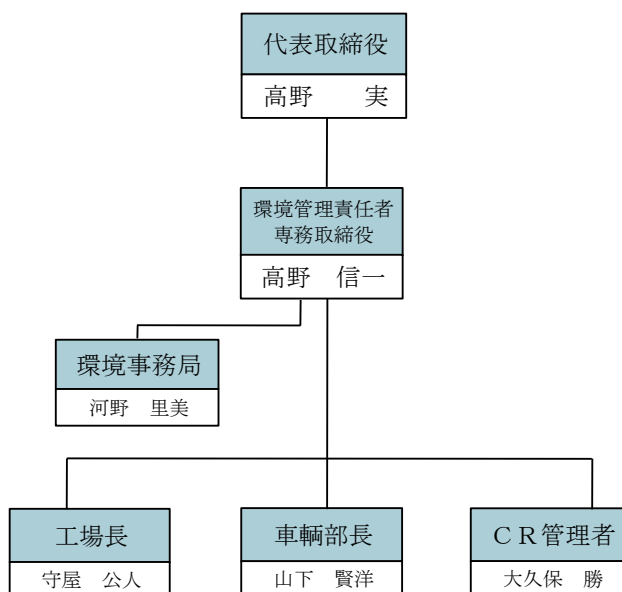 代表取締役
高野　　実
環境管理責任者
専務取締役
高野　信一
環境事務局
河野　里美
工場長
守屋　公人
車輌部長
山下　賢洋
ＣＲ管理者
大久保　勝